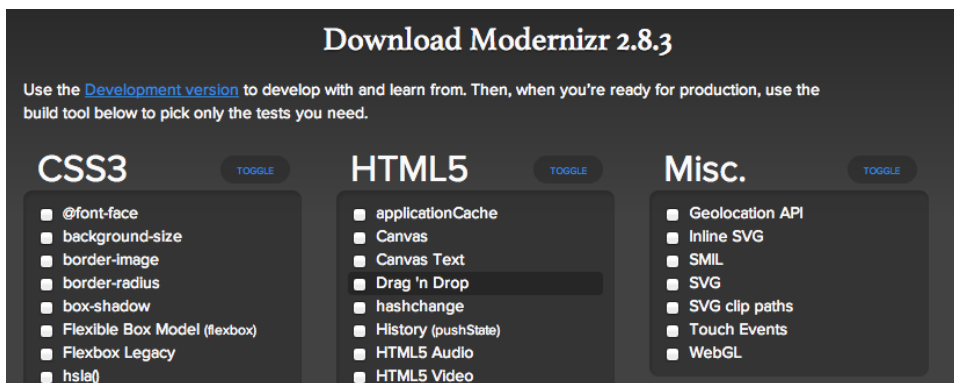 Download Modernizr 2.8.3
Use the Development version to develop with and learn from. Then, when you're ready for production, use the
build tool below to pick only the tests you need.
CSS3
TOGGLE
@font-face
background-size
border-image
border-radius
box-shadow
Flexible Box Model (flexbox)
Flexbox Legacy
hsla()
HTML5
TOGGLE
applicationCache
Canvas
Canvas Text
Drag 'n Drop
hashchange
History (pushState)
HTML5 Audio
HTML5 Video
Misc.
TOGGLE
Geolocation API
Inline SVG
SMIL
SVG
SVG clip paths
Touch Events
WebGL